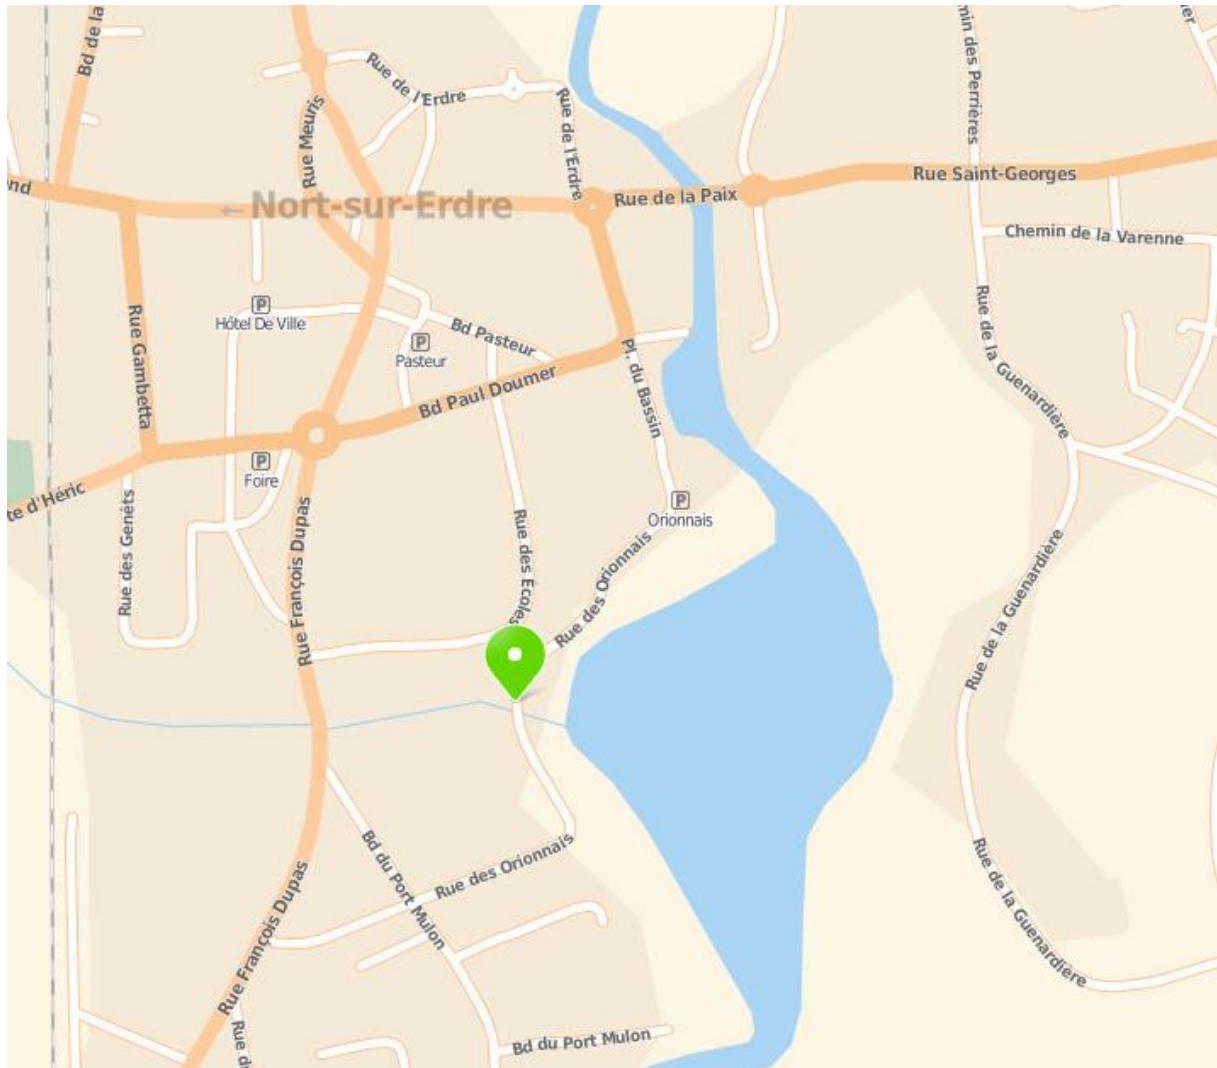 Bd de la
min des Perrières
er
Rue de l'Erdre
Rue Meuris
Rue de l'Erdre
ond
← Nort-sur-Erdre
Rue de la Paix
Rue Saint-Georges
Chemin de la Varenne
Rue Gambetta
P
Hôtel De Ville
P
Pasteur
Bd Pasteur
Bd Paul Doumer
Pl. du Bassin
Rue de la Guenardière
P
Foire
te d'Héric
Rue des Genêts
Rue François Dupas
Rue des Écoles
P
Orionnais
Rue des Orionnais
Rue de la Guenardière
Bd du Port Mulon
Rue des Orionnais
Rue François Dupas
Rue de la Guenardière
Rue d
Bd du Port Mulon